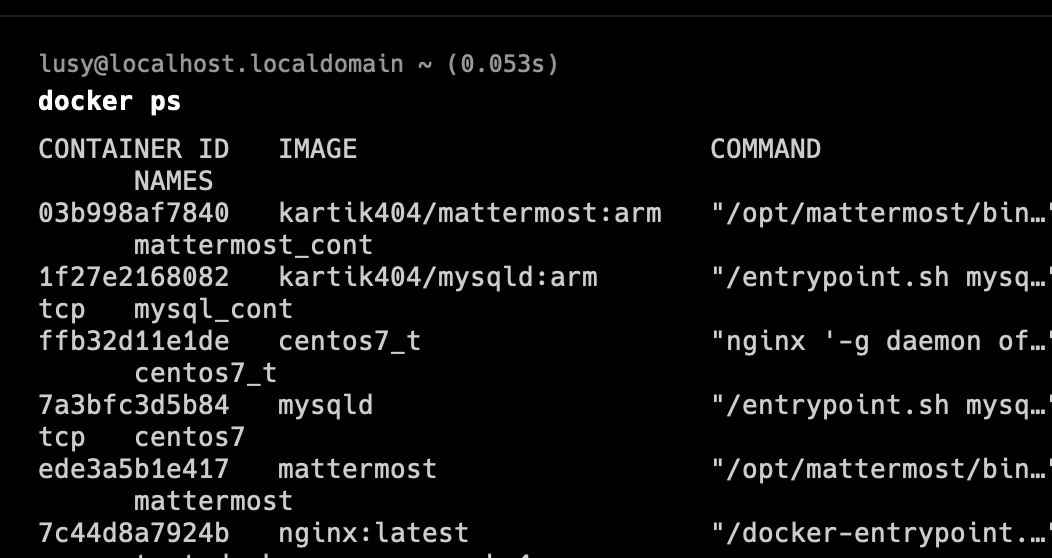 lusy@localhost.localdomain ~ (0.053s)
docker ps
CONTAINER ID   IMAGE                      COMMAND
      NAMES
03b998af7840   kartik404/mattermost:arm   "/opt/mattermost/bin…"
      mattermost_cont
1f27e2168082   kartik404/mysqld:arm       "/entrypoint.sh mysq…"
tcp   mysql_cont
ffb32d11e1de   centos7_t                  "nginx '-g daemon of…"
      centos7_t
7a3bfc3d5b84   mysqld                     "/entrypoint.sh mysq…"
tcp   centos7
ede3a5b1e417   mattermost                 "/opt/mattermost/bin…"
      mattermost
7c44d8a7924b   nginx:latest               "/docker-entrypoint.…"